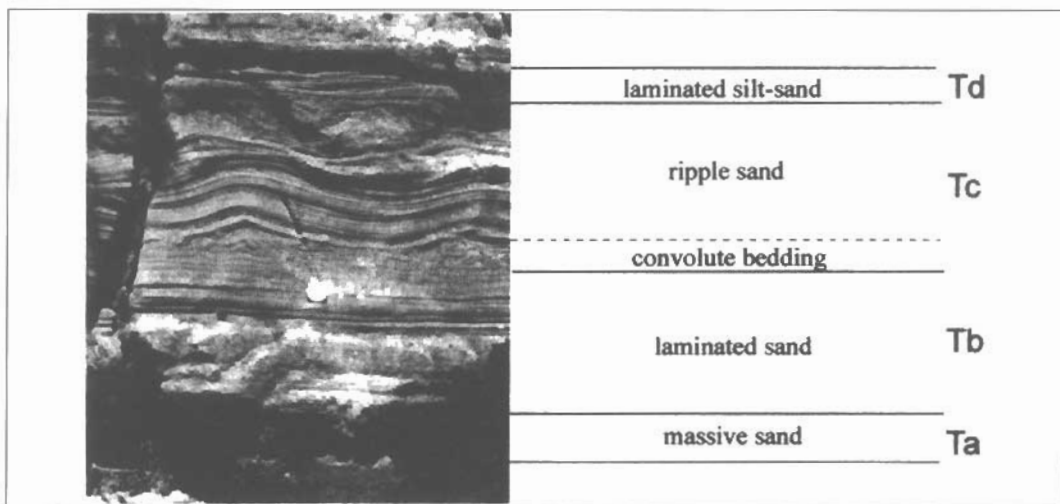 laminated silt-sand Td
ripple sand Tc
convolute bedding
laminated sand Tb
massive sand Ta